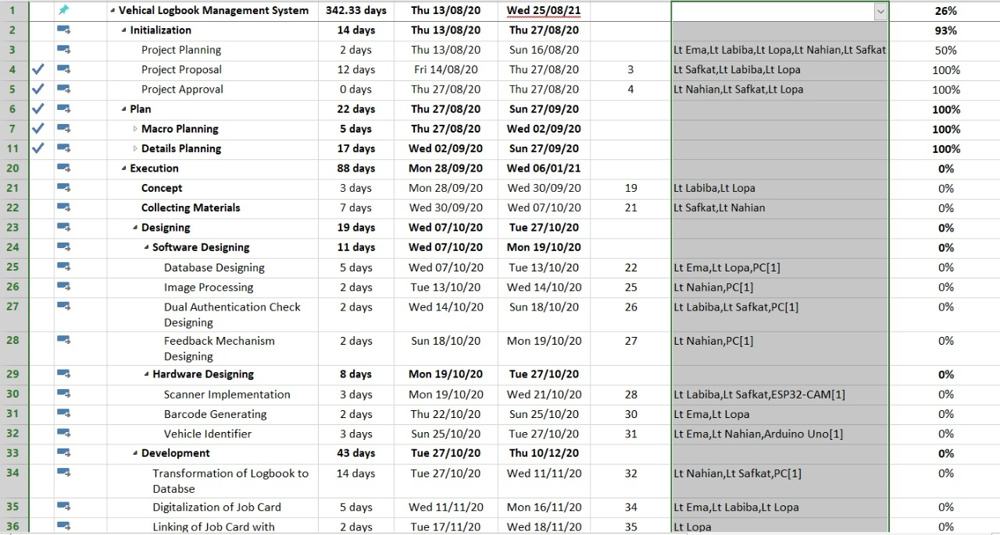 1 Vehical Logbook Management System 342.33 days Thu 13/08/20 Wed 25/08/21 26%
2 Initialization 14 days Thu 13/08/20 Thu 27/08/20 93%
3 Project Planning 2 days Thu 13/08/20 Sun 16/08/20 Lt Ema,Lt Labiba,Lt Lopa,Lt Nahian,Lt Safkat 50%
4 Project Proposal 12 days Fri 14/08/20 Thu 27/08/20 3 Lt Safkat,Lt Labiba,Lt Lopa 100%
5 Project Approval 0 days Thu 27/08/20 Thu 27/08/20 4 Lt Nahian,Lt Safkat,Lt Lopa 100%
6 Plan 22 days Thu 27/08/20 Sun 27/09/20 100%
7 Macro Planning 5 days Thu 27/08/20 Wed 02/09/20 100%
11 Details Planning 17 days Wed 02/09/20 Sun 27/09/20 100%
20 Execution 88 days Mon 28/09/20 Wed 06/01/21 0%
21 Concept 3 days Mon 28/09/20 Wed 30/09/20 19 Lt Labiba,Lt Lopa 0%
22 Collecting Materials 7 days Wed 30/09/20 Wed 07/10/20 21 Lt Safkat,Lt Nahian 0%
23 Designing 19 days Wed 07/10/20 Tue 27/10/20 0%
24 Software Designing 11 days Wed 07/10/20 Mon 19/10/20 0%
25 Database Designing 5 days Wed 07/10/20 Tue 13/10/20 22 Lt Ema,Lt Lopa,PC[1] 0%
26 Image Processing 2 days Tue 13/10/20 Wed 14/10/20 25 Lt Nahian,PC[1] 0%
27 Dual Authentication Check 2 days Wed 14/10/20 Sun 18/10/20 26 Lt Labiba,Lt Safkat,PC[1] 0%
Designing
28 Feedback Mechanism 2 days Sun 18/10/20 Mon 19/10/20 27 Lt Nahian,PC[1] 0%
Designing
29 Hardware Designing 8 days Mon 19/10/20 Tue 27/10/20 0%
30 Scanner Implementation 3 days Mon 19/10/20 Wed 21/10/20 28 Lt Labiba,Lt Safkat,ESP32-CAM[1] 0%
31 Barcode Generating 2 days Thu 22/10/20 Sun 25/10/20 30 Lt Ema,Lt Lopa 0%
32 Vehicle Identifier 3 days Sun 25/10/20 Tue 27/10/20 31 Lt Ema,Lt Nahian,Arduino Uno[1] 0%
33 Development 43 days Tue 27/10/20 Thu 10/12/20 0%
34 Transformation of Logbook to 14 days Tue 27/10/20 Wed 11/11/20 32 Lt Nahian,Lt Safkat,PC[1] 0%
Databse
35 Digitalization of Job Card 5 days Wed 11/11/20 Mon 16/11/20 34 Lt Ema,Lt Labiba,Lt Lopa 0%
36 Linking of Job Card with 2 days Tue 17/11/20 Wed 18/11/20 35 Lt Lopa 0%